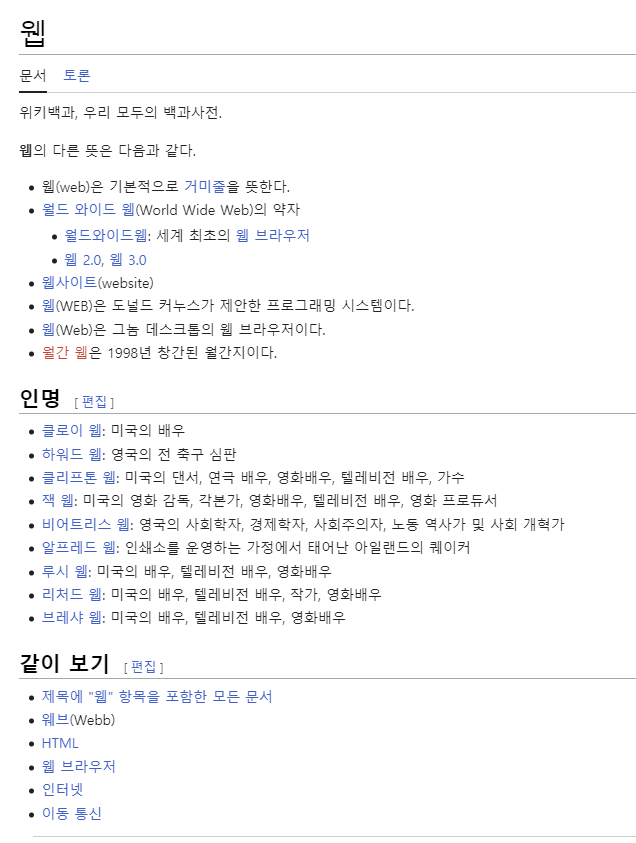 웹
문서 토론
위키백과, 우리 모두의 백과사전.
웹의 다른 뜻은 다음과 같다.
웹(web)은 기본적으로 거미줄을 뜻한다.
월드 와이드 웹(World Wide Web)의 약자
월드와이드웹: 세계 최초의 웹 브라우저
웹 2.0, 웹 3.0
웹사이트(website)
웹(WEB)은 도널드 커누스가 제안한 프로그래밍 시스템이다.
웹(Web)은 그놈 데스크톱의 웹 브라우저이다.
월간 웹은 1998년 창간된 월간지이다.
인명 [ 편집 ]
클로이 웹: 미국의 배우
하워드 웹: 영국의 전 축구 심판
클리프톤 웹: 미국의 댄서, 연극 배우, 영화배우, 텔레비전 배우, 가수
잭 웹: 미국의 영화 감독, 각본가, 영화배우, 텔레비전 배우, 영화 프로듀서
비어트리스 웹: 영국의 사회학자, 경제학자, 사회주의자, 노동 역사가 및 사회 개혁가
알프레드 웹: 인쇄소를 운영하는 가정에서 태어난 아일랜드의 퀘이커
루시 웹: 미국의 배우, 텔레비전 배우, 영화배우
리처드 웹: 미국의 배우, 텔레비전 배우, 작가, 영화배우
브레샤 웹: 미국의 배우, 텔레비전 배우, 영화배우
같이 보기 [ 편집 ]
제목에 "웹" 항목을 포함한 모든 문서
웨브(Webb)
HTML
웹 브라우저
인터넷
이동 통신